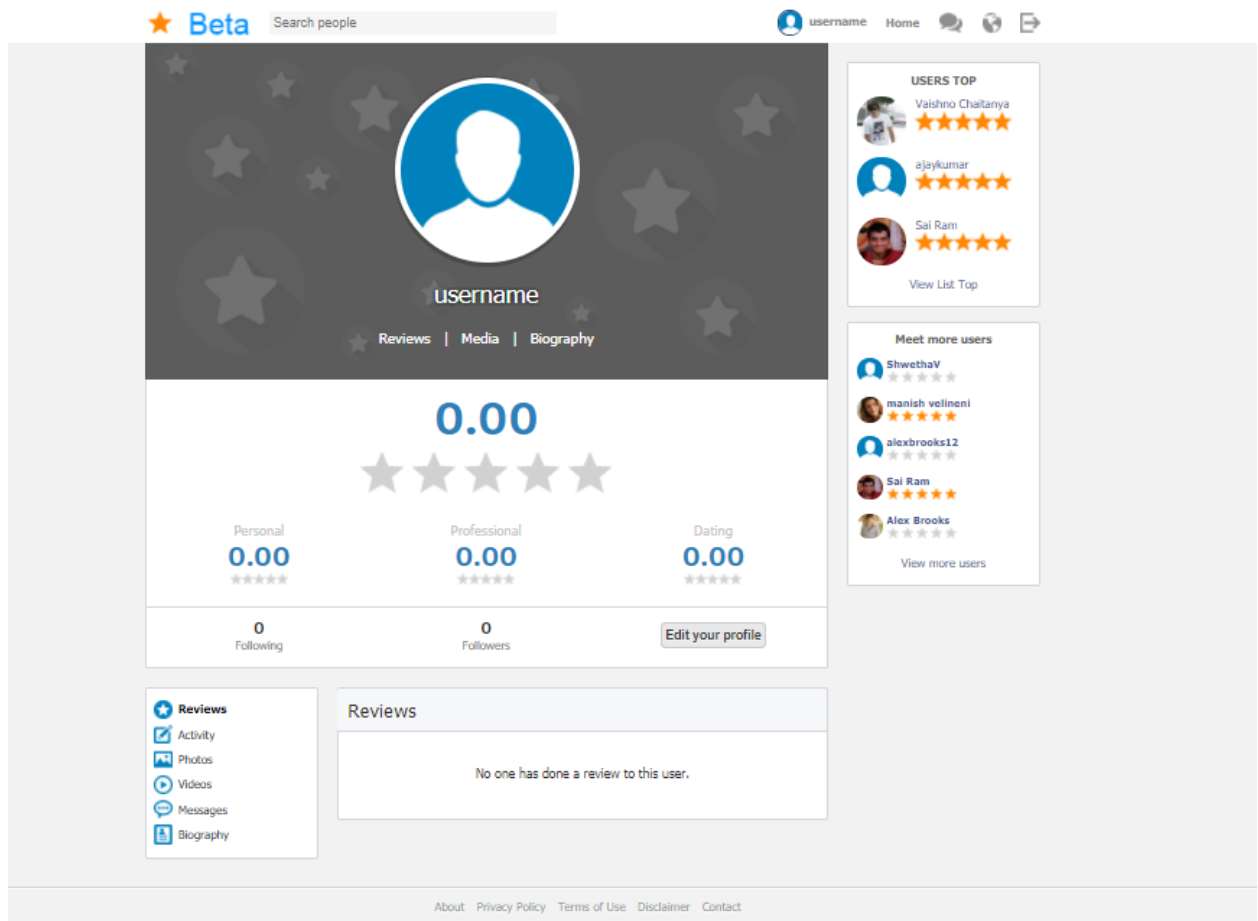 Beta
Search people
username Home
username
Reviews | Media | Biography
0.00
Personal Professional Dating
0.00 0.00 0.00
0 0
Following Followers
Edit your profile
USERS TOP
Vaishno Chaitanya
ajaykumar
Sai Ram
View List Top
Meet more users
ShwethaV
manish velineni
alexbrooks12
Sai Ram
Alex Brooks
View more users
Reviews
Activity
Photos
Videos
Messages
Biography
Reviews
No one has done a review to this user.
About Privacy Policy Terms of Use Disclaimer Contact